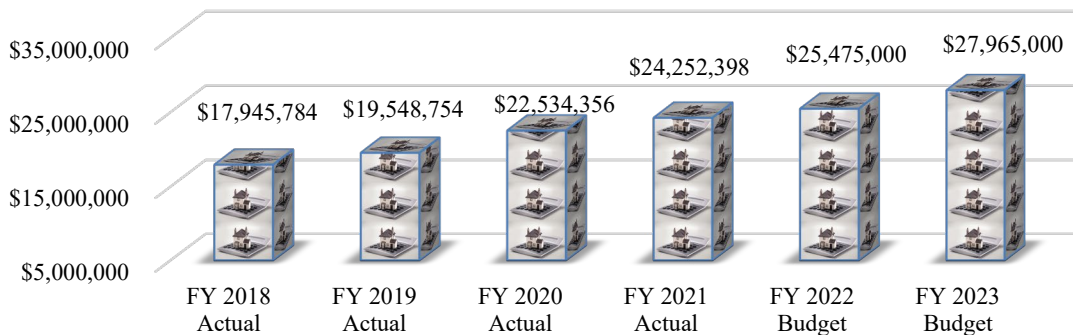 $35,000,000
$25,000,000
$15,000,000
$5,000,000
$17,945,784
$19,548,754
$22,534,356
$24,252,398
$25,475,000
$27,965,000
FY 2018
Actual
FY 2019
Actual
FY 2020
Actual
FY 2021
Actual
FY 2022
Budget
FY 2023
Budget